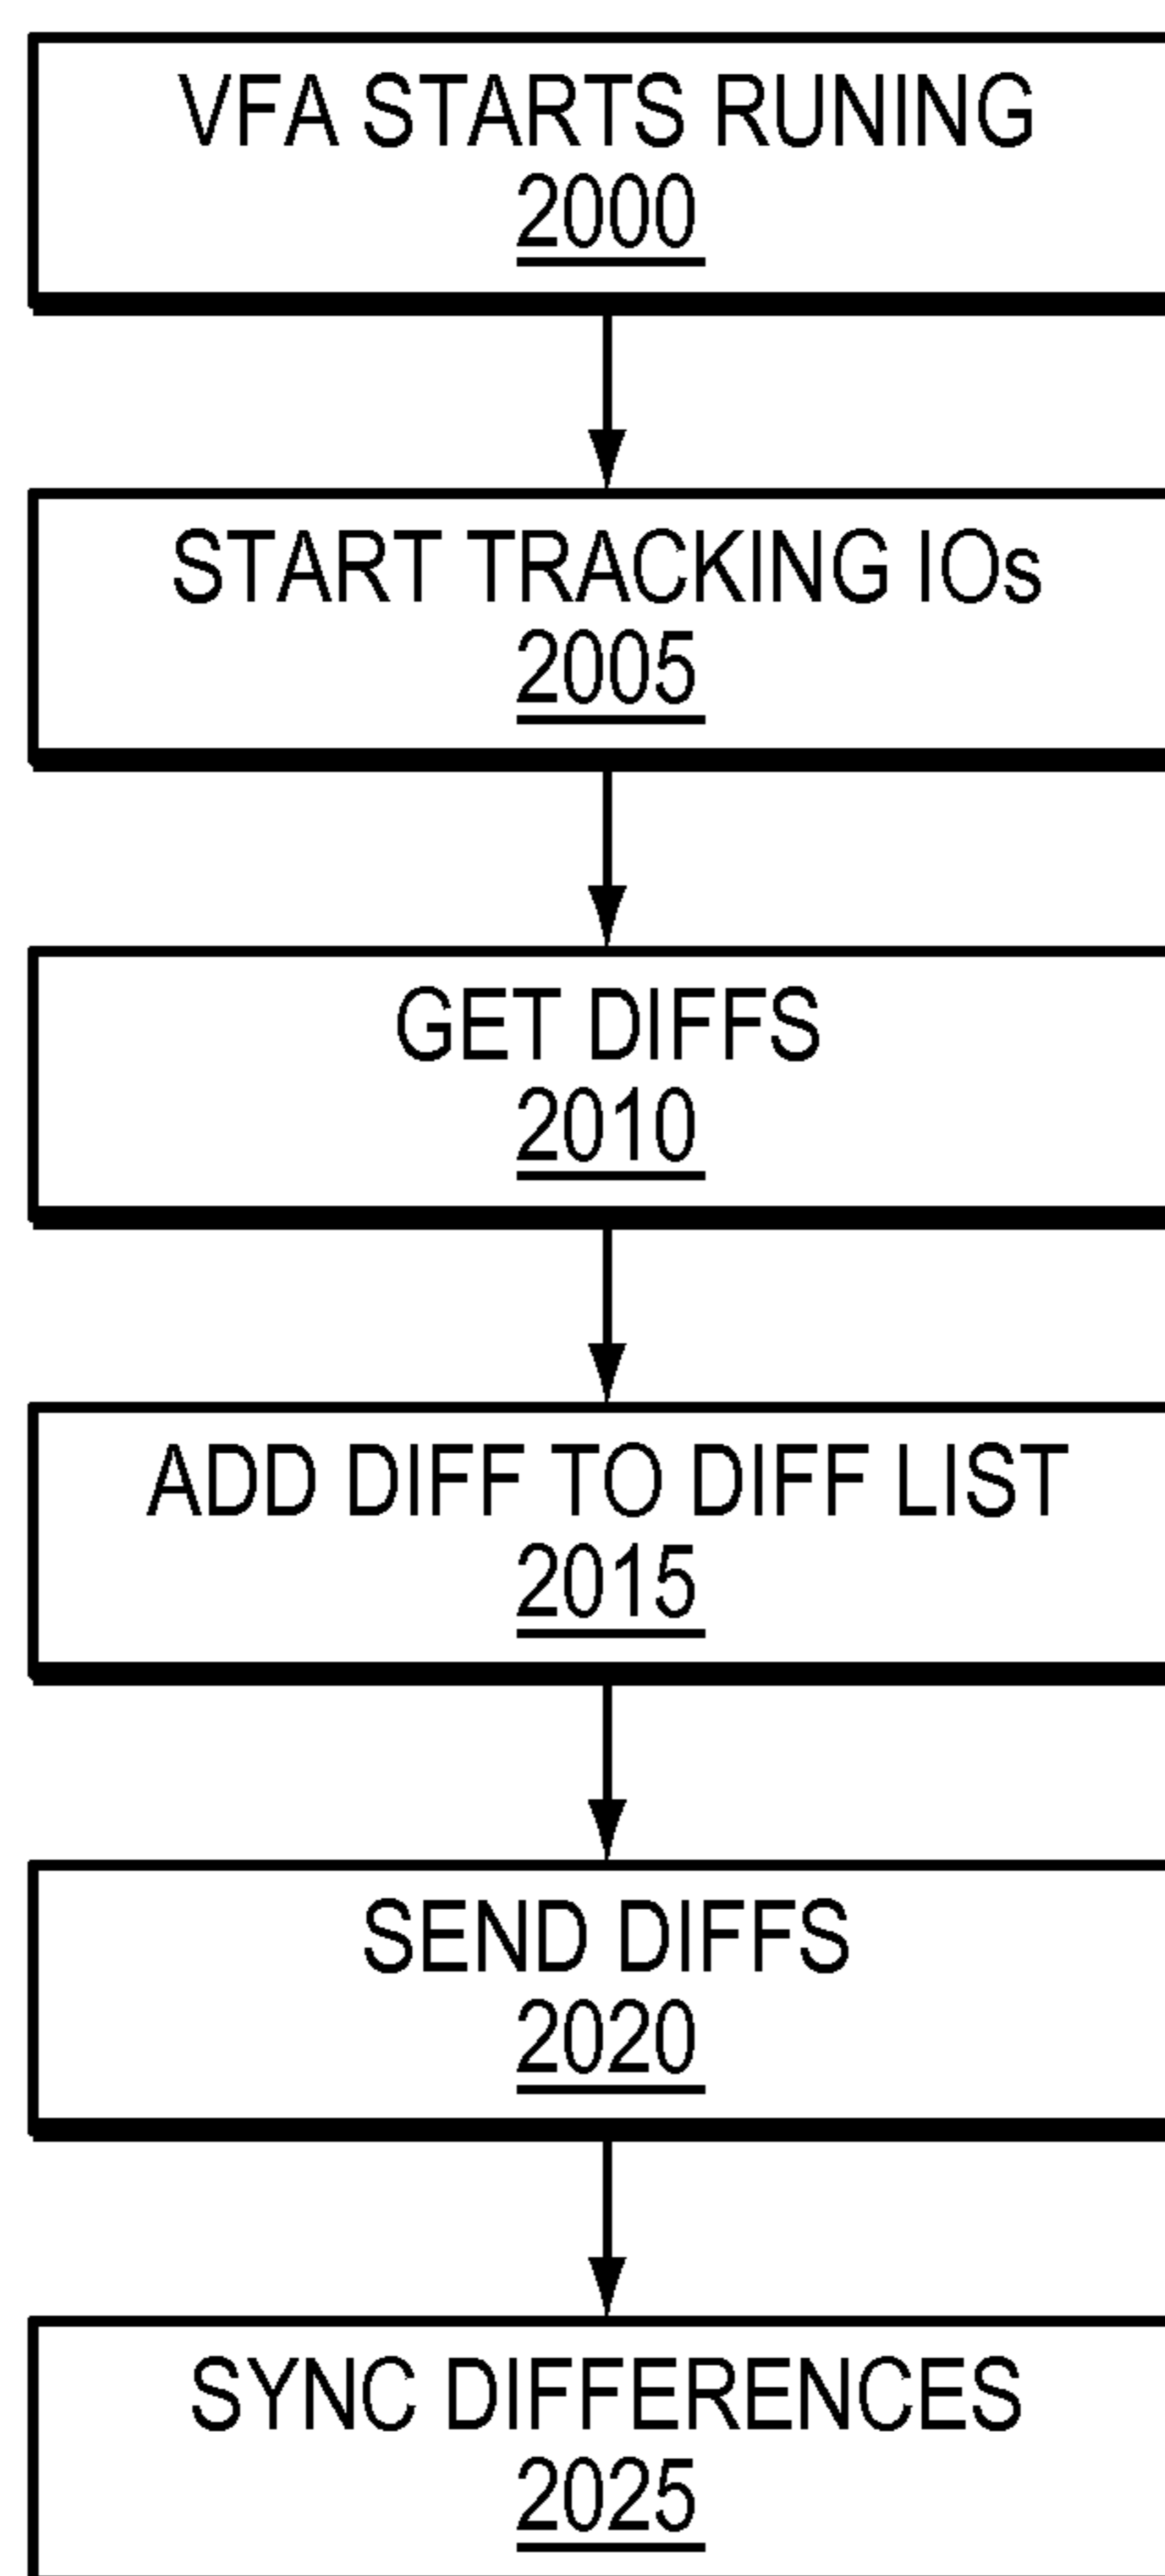 VFA STARTS RUNING
2000
START TRACKING IOs
2005
GET DIFFS
2010
ADD DIFF TO DIFF LIST
2015
SEND DIFFS
2020
SYNC DIFFERENCES
2025